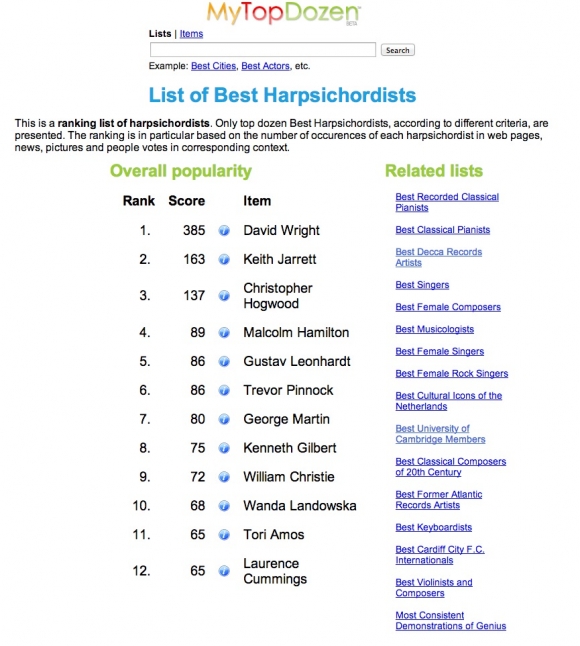 MyTopDozen™
BETA
Lists | Items
Search
Example: Best Cities, Best Actors, etc.
List of Best Harpsichordists
This is a ranking list of harpsichordists. Only top dozen Best Harpsichordists, according to different criteria, are
presented. The ranking is in particular based on the number of occurences of each harpsichordist in web pages,
news, pictures and people votes in corresponding context.
Overall popularity
Rank Score Item
1. 385 David Wright
2. 163 Keith Jarrett
3. 137 Christopher
Hogwood
4. 89 Malcolm Hamilton
5. 86 Gustav Leonhardt
6. 86 Trevor Pinnock
7. 80 George Martin
8. 75 Kenneth Gilbert
9. 72 William Christie
10. 68 Wanda Landowska
11. 65 Tori Amos
12. 65 Laurence
Cummings
Related lists
Best Recorded Classical
Pianists
Best Classical Pianists
Best Decca Records
Artists
Best Singers
Best Female Composers
Best Musicologists
Best Female Singers
Best Female Rock Singers
Best Cultural Icons of the
Netherlands
Best University of
Cambridge Members
Best Classical Composers
of 20th Century
Best Former Atlantic
Records Artists
Best Keyboardists
Best Cardiff City F.C.
Internationals
Best Violinists and
Composers
Most Consistent
Demonstrations of Genius